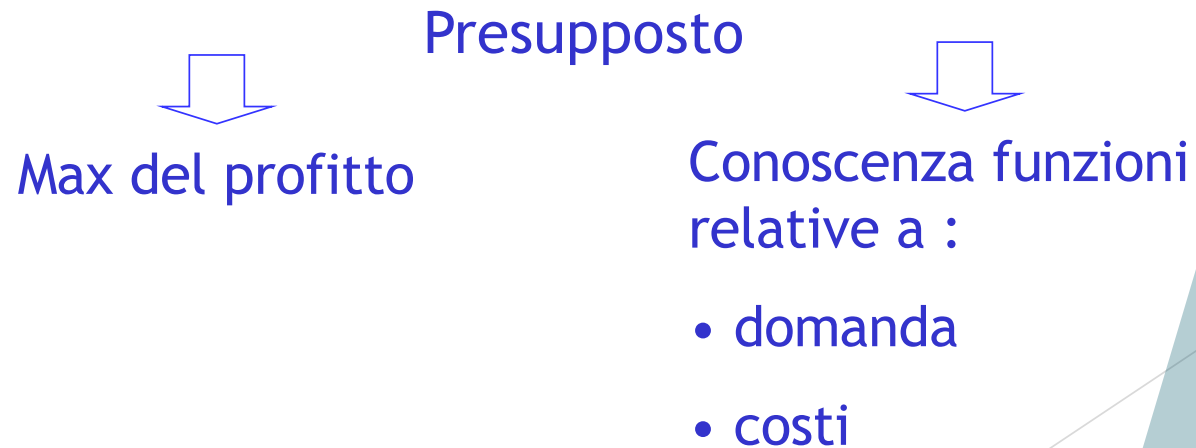 Presupposto
Max del profitto
Conoscenza funzioni
relative a :
• domanda
• costi